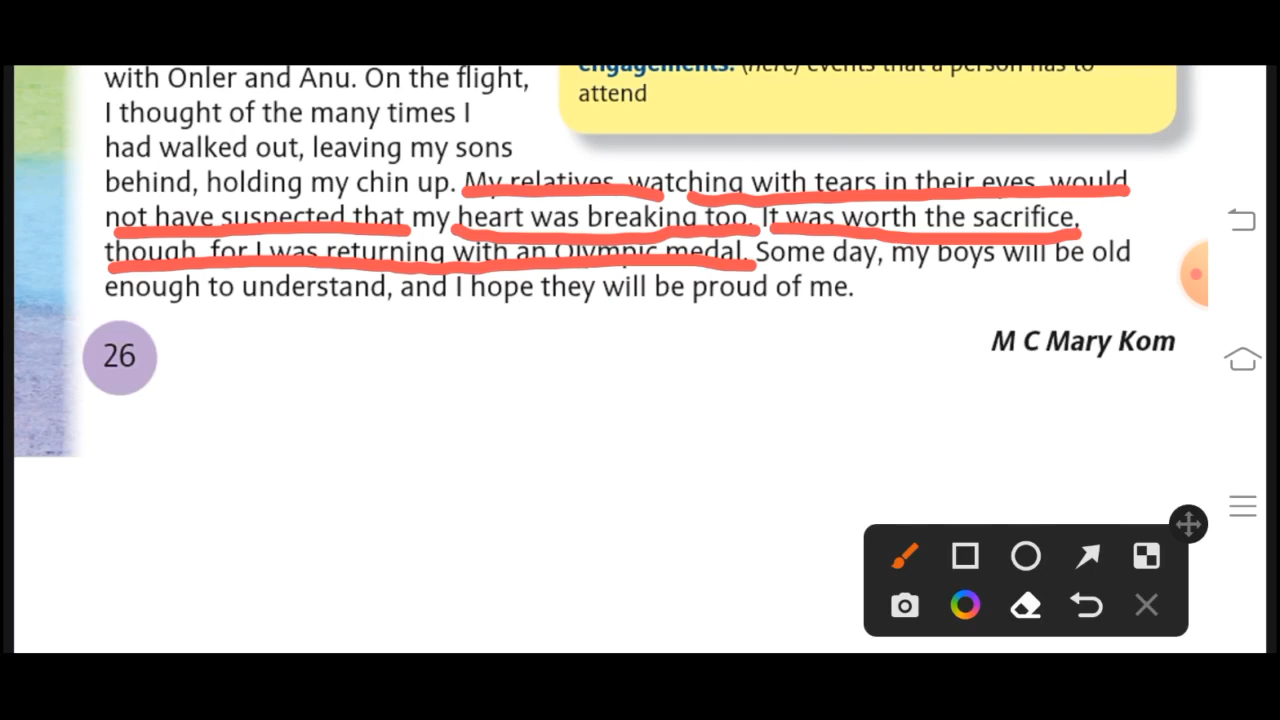 with Onler and Anu. On the flight,
I thought of the many times I
had walked out, leaving my sons
behind, holding my chin up. My relatives, watching with tears in their eyes, would
not have suspected that my heart was breaking too. It was worth the sacrifice,
though, for I was returning with an Olympic medal. Some day, my boys will be old
enough to understand, and I hope they will be proud of me.
engagements: (here) events that a person has to
attend
M C Mary Kom
26